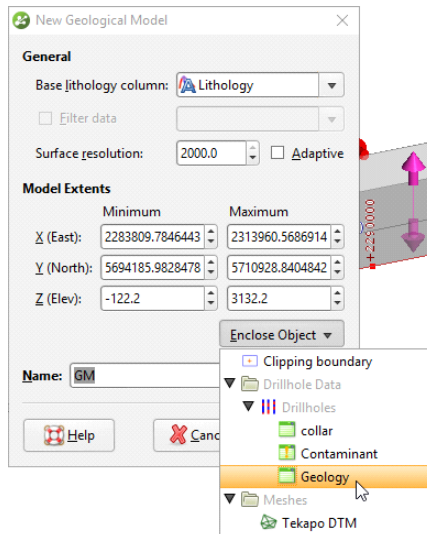 New Geological Model
General
Base lithology column: Lithology
Filter data
Surface resolution: 2000.0 Adaptive
Model Extents
Minimum Maximum
X (East): 2283809.7846443 2313960.5686914
Y (North): 5694185.9828478 5710928.8404842
Z (Elev): -122.2 3132.2
Enclose Object
Name: GM
Help Canc
Clipping boundary
Drillhole Data
Drillholes
collar
Contaminant
Geology
Meshes
Tekapo DTM
+2290000